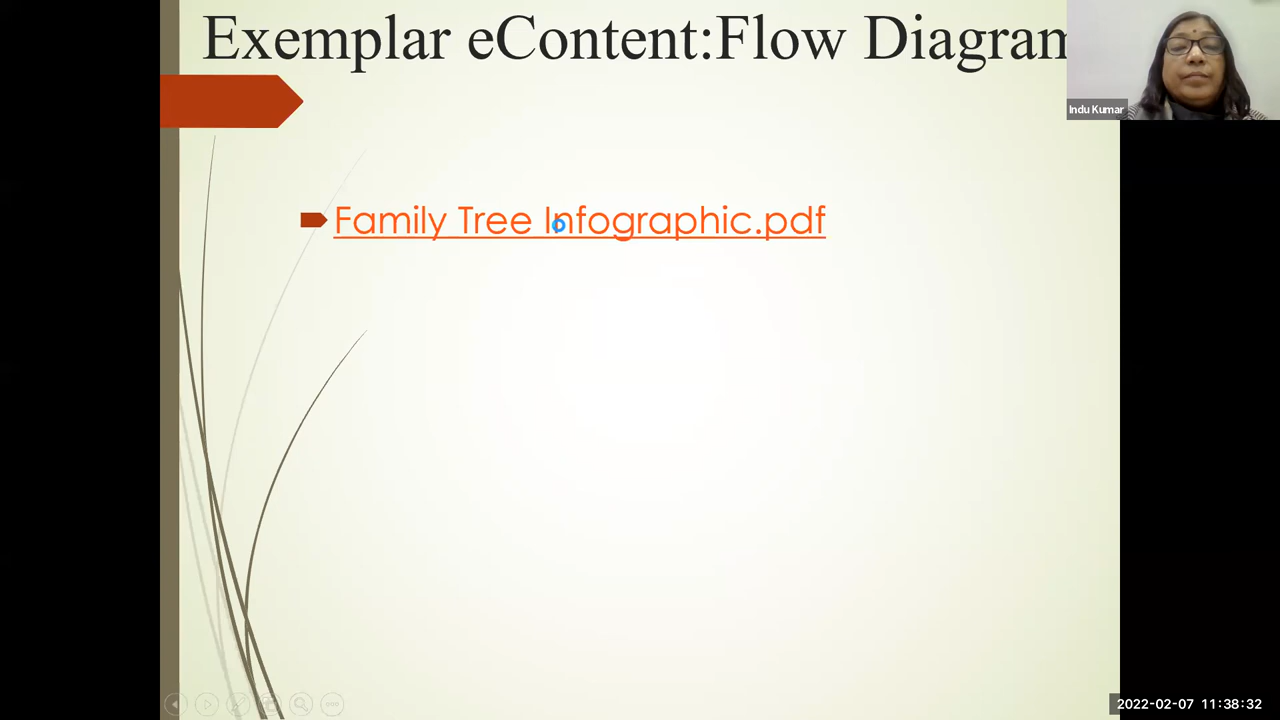 Exemplar eContent:Flow Diagram
Indu Kumar
Family Tree Infographic.pdf
2022-02-07 11:38:32